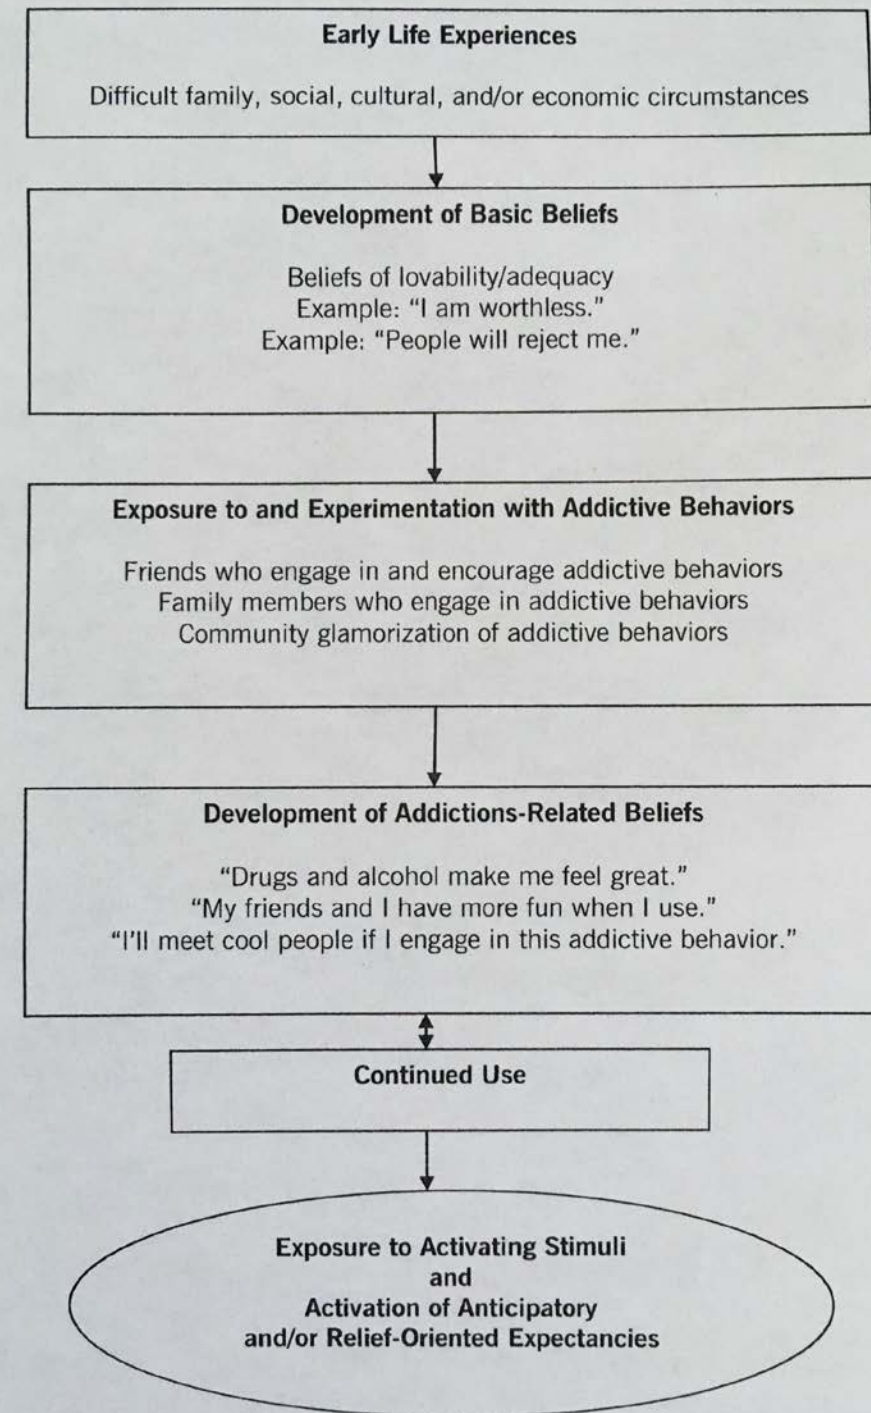 Early Life Experiences
Difficult family, social, cultural, and/or economic circumstances
Development of Basic Beliefs
Beliefs of lovability/adequacy
Example: “I am worthless.”
Example: “People will reject me.”
Exposure to and Experimentation with Addictive Behaviors
Friends who engage in and encourage addictive behaviors
Family members who engage in addictive behaviors
Community glamorization of addictive behaviors
Development of Addictions-Related Beliefs
“Drugs and alcohol make me feel great.”
“My friends and I have more fun when I use.”
“I’ll meet cool people if I engage in this addictive behavior.”
Continued Use
Exposure to Activating Stimuli
and
Activation of Anticipatory
and/or Relief-Oriented Expectancies